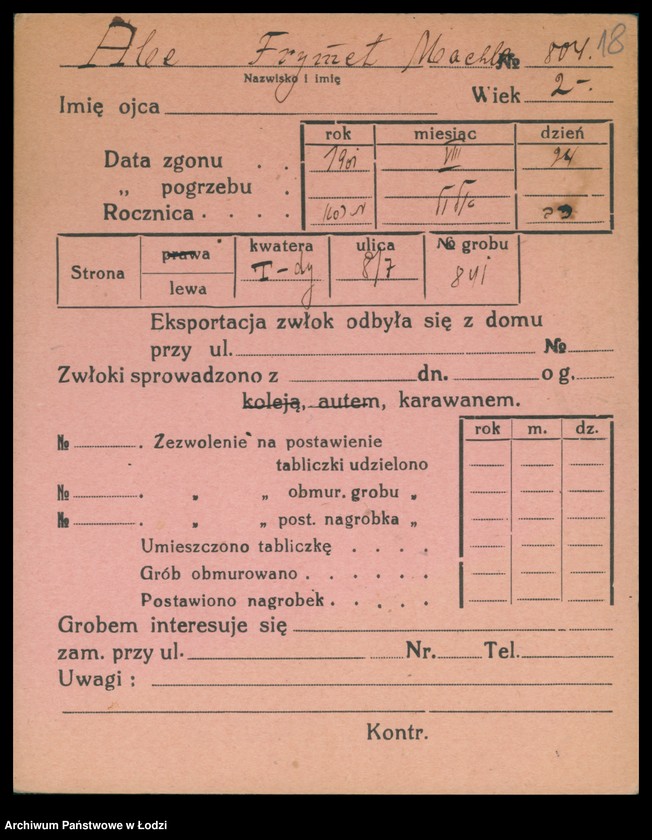 Frymet Machla № 804. 18
Nazwisko i imię
Wiek 2-.
Imię ojca
rok miesiąc dzień
Data zgonu . . 1901 VIII 24
„ pogrzebu .
Rocznica . . . .
Strona prawa lewa kwatera I- ulica 8/7 № grobu
Eksportacja zwłok odbyła się z domu
przy ul. №
Zwłoki sprowadzono z dn. o g.
koleją, autem, karawanem.
rok m. dz.
№ . Zezwolenie na postawienie
tabliczki udzielono
№ . „ „ obmur. grobu „
№ . „ „ post. nagrobka „
Umieszczono tabliczkę . . . .
Grób obmurowano . . . . . .
Postawiono nagrobek . . . . .
Grobem interesuje się
zam. przy ul. Nr. Tel.
Uwagi :
Kontr.
Archiwum Państwowe w Łodzi